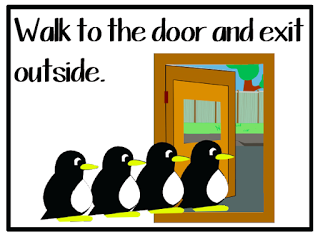 Walk to the door and exit
outside.